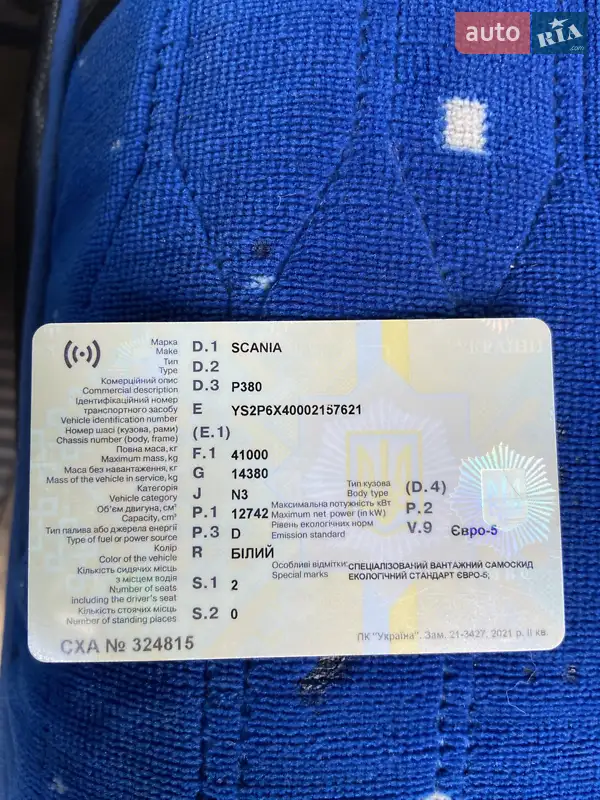 auto RIA .com
УКРАЇНИ
Марка D.1 SCANIA
Make
Тип D.2
Type
Комерційний опис D.3 P380
Commercial description
Ідентифікаційний номер
транспортного засобу E YS2P6X40002157621
Vehicle identification number
Номер шасі (кузова, рами) (E.1)
Chassis number (body, frame)
Повна маса, кг F.1 41000
Maximum mass, kg
Маса без навантаження, кг G 14380
Mass of the vehicle in service, kg
Категорія J N3
Vehicle category
Об'єм двигуна, см³ P.1 12742
Capacity, cm³
Тип палива або джерела енергії P.3 D
Type of fuel or power source
Колір R БІЛИЙ
Color of the vehicle
Кількість сидячих місць
з місцем водія S.1 2
Number of seats
including the driver's seat
Кількість стоячих місць S.2 0
Number of standing places
Тип кузова (D.4)
Body type
Максимальна потужність кВт P.2
Maximum net power (in kW)
Рівень екологічних норм V.9 Євро-5
Emission standard
Особливі відмітки: СПЕЦІАЛІЗОВАНИЙ ВАНТАЖНИЙ САМОСКИД
Special marks ЕКОЛОГІЧНИЙ СТАНДАРТ ЄВРО-5,
СХА № 324815
ПК "Україна". Зам. 21-3427. 2021 р. II кв.